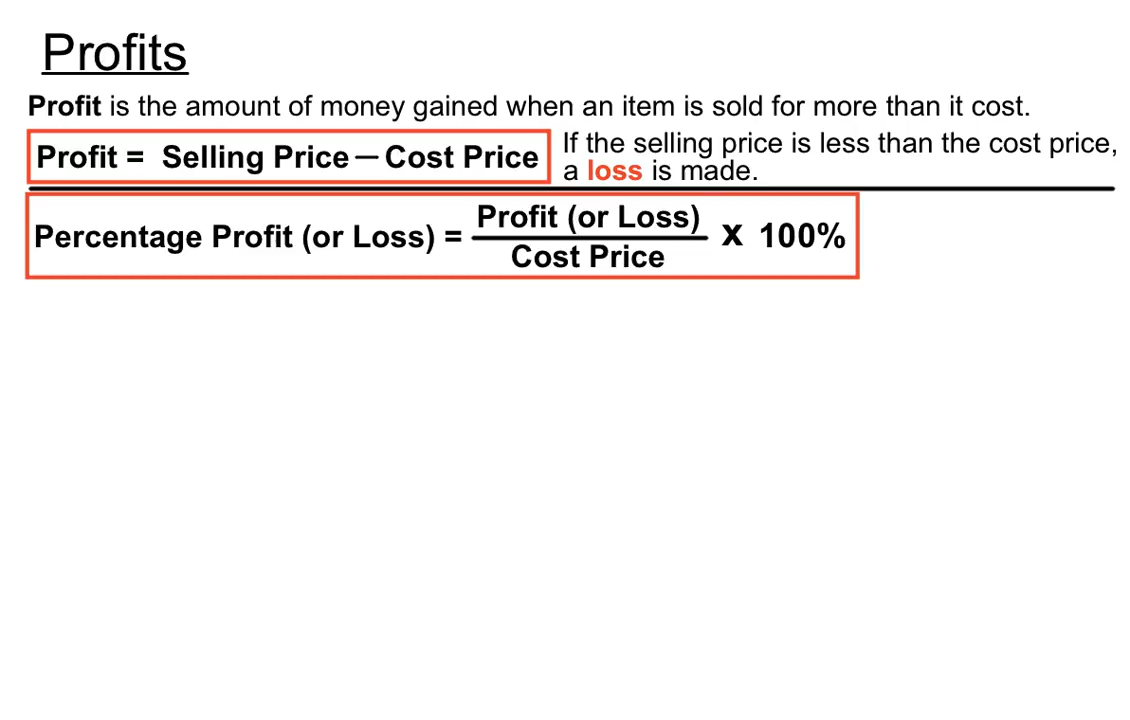 Profits
Profit is the amount of money gained when an item is sold for more than it cost.
Profit = Selling Price — Cost Price
If the selling price is less than the cost price,
a loss is made.
Percentage Profit (or Loss) = Profit (or Loss)
Cost Price
x 100%